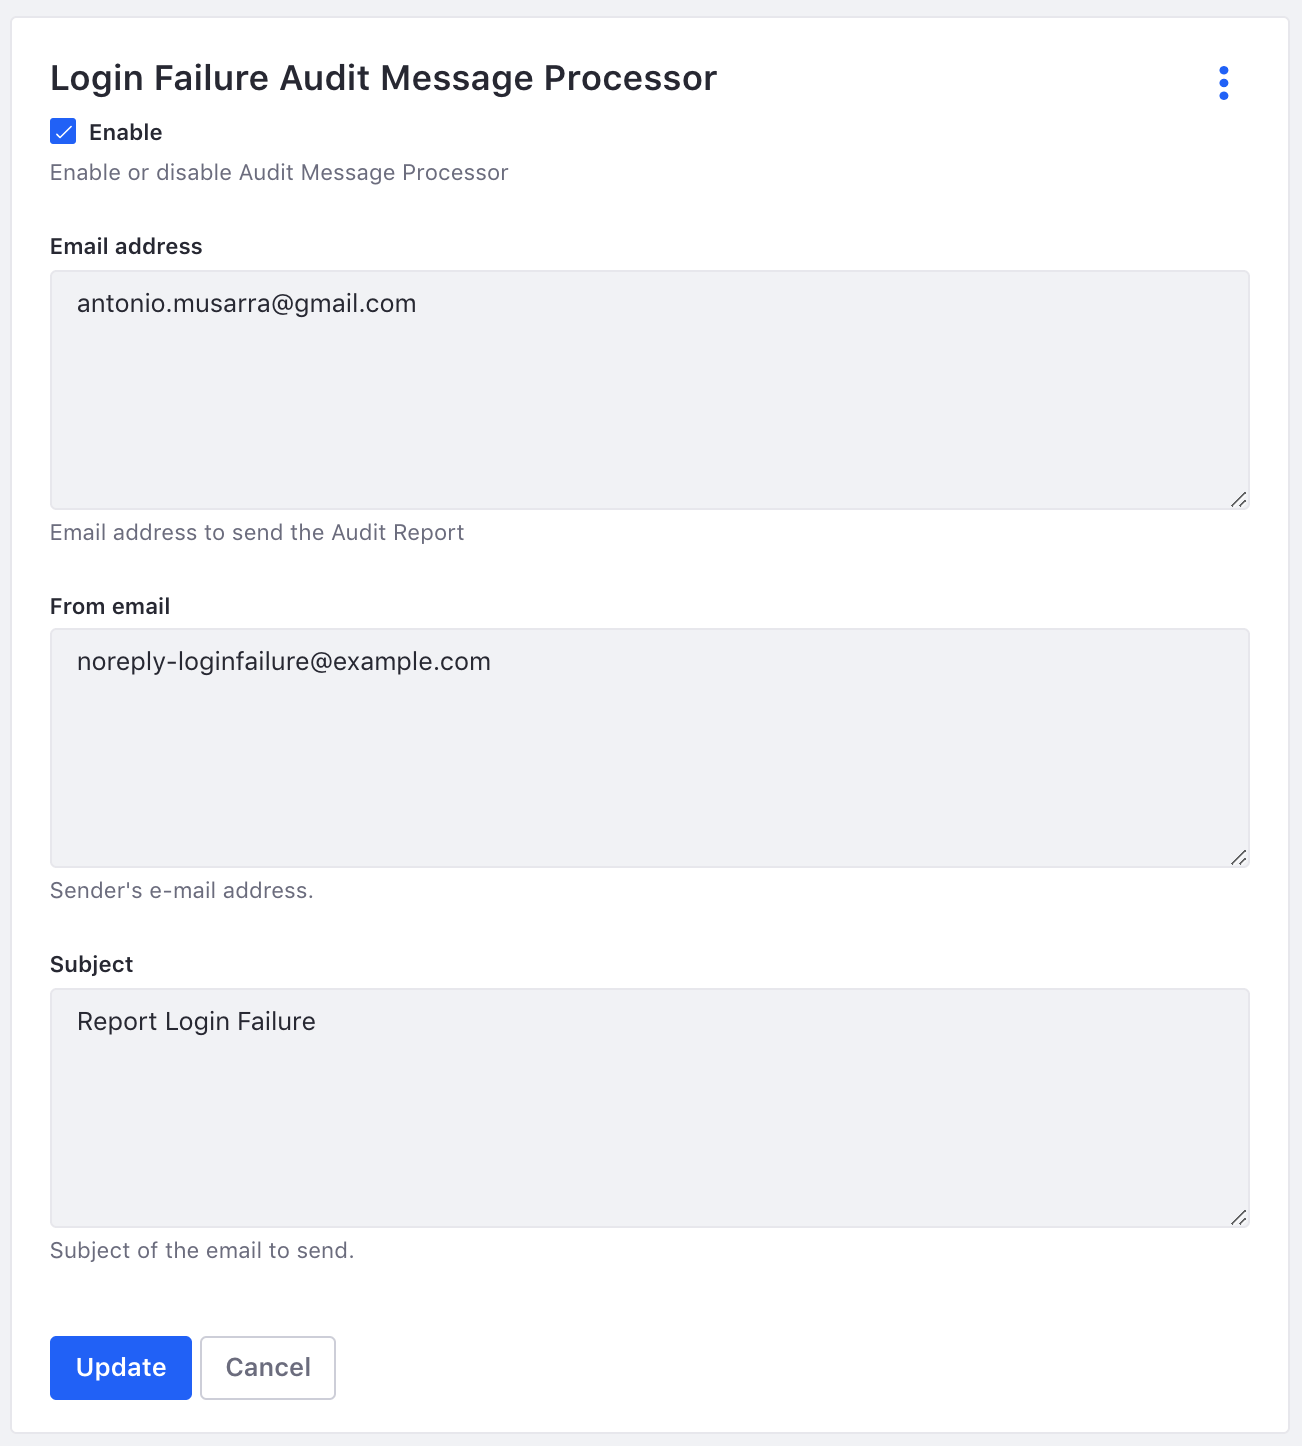 Login Failure Audit Message Processor
Enable
Enable or disable Audit Message Processor
Email address
antonio.musarra@gmail.com
Email address to send the Audit Report
From email
noreply-loginfailure@example.com
Sender's e-mail address.
Subject
Report Login Failure
Subject of the email to send.
Update Cancel